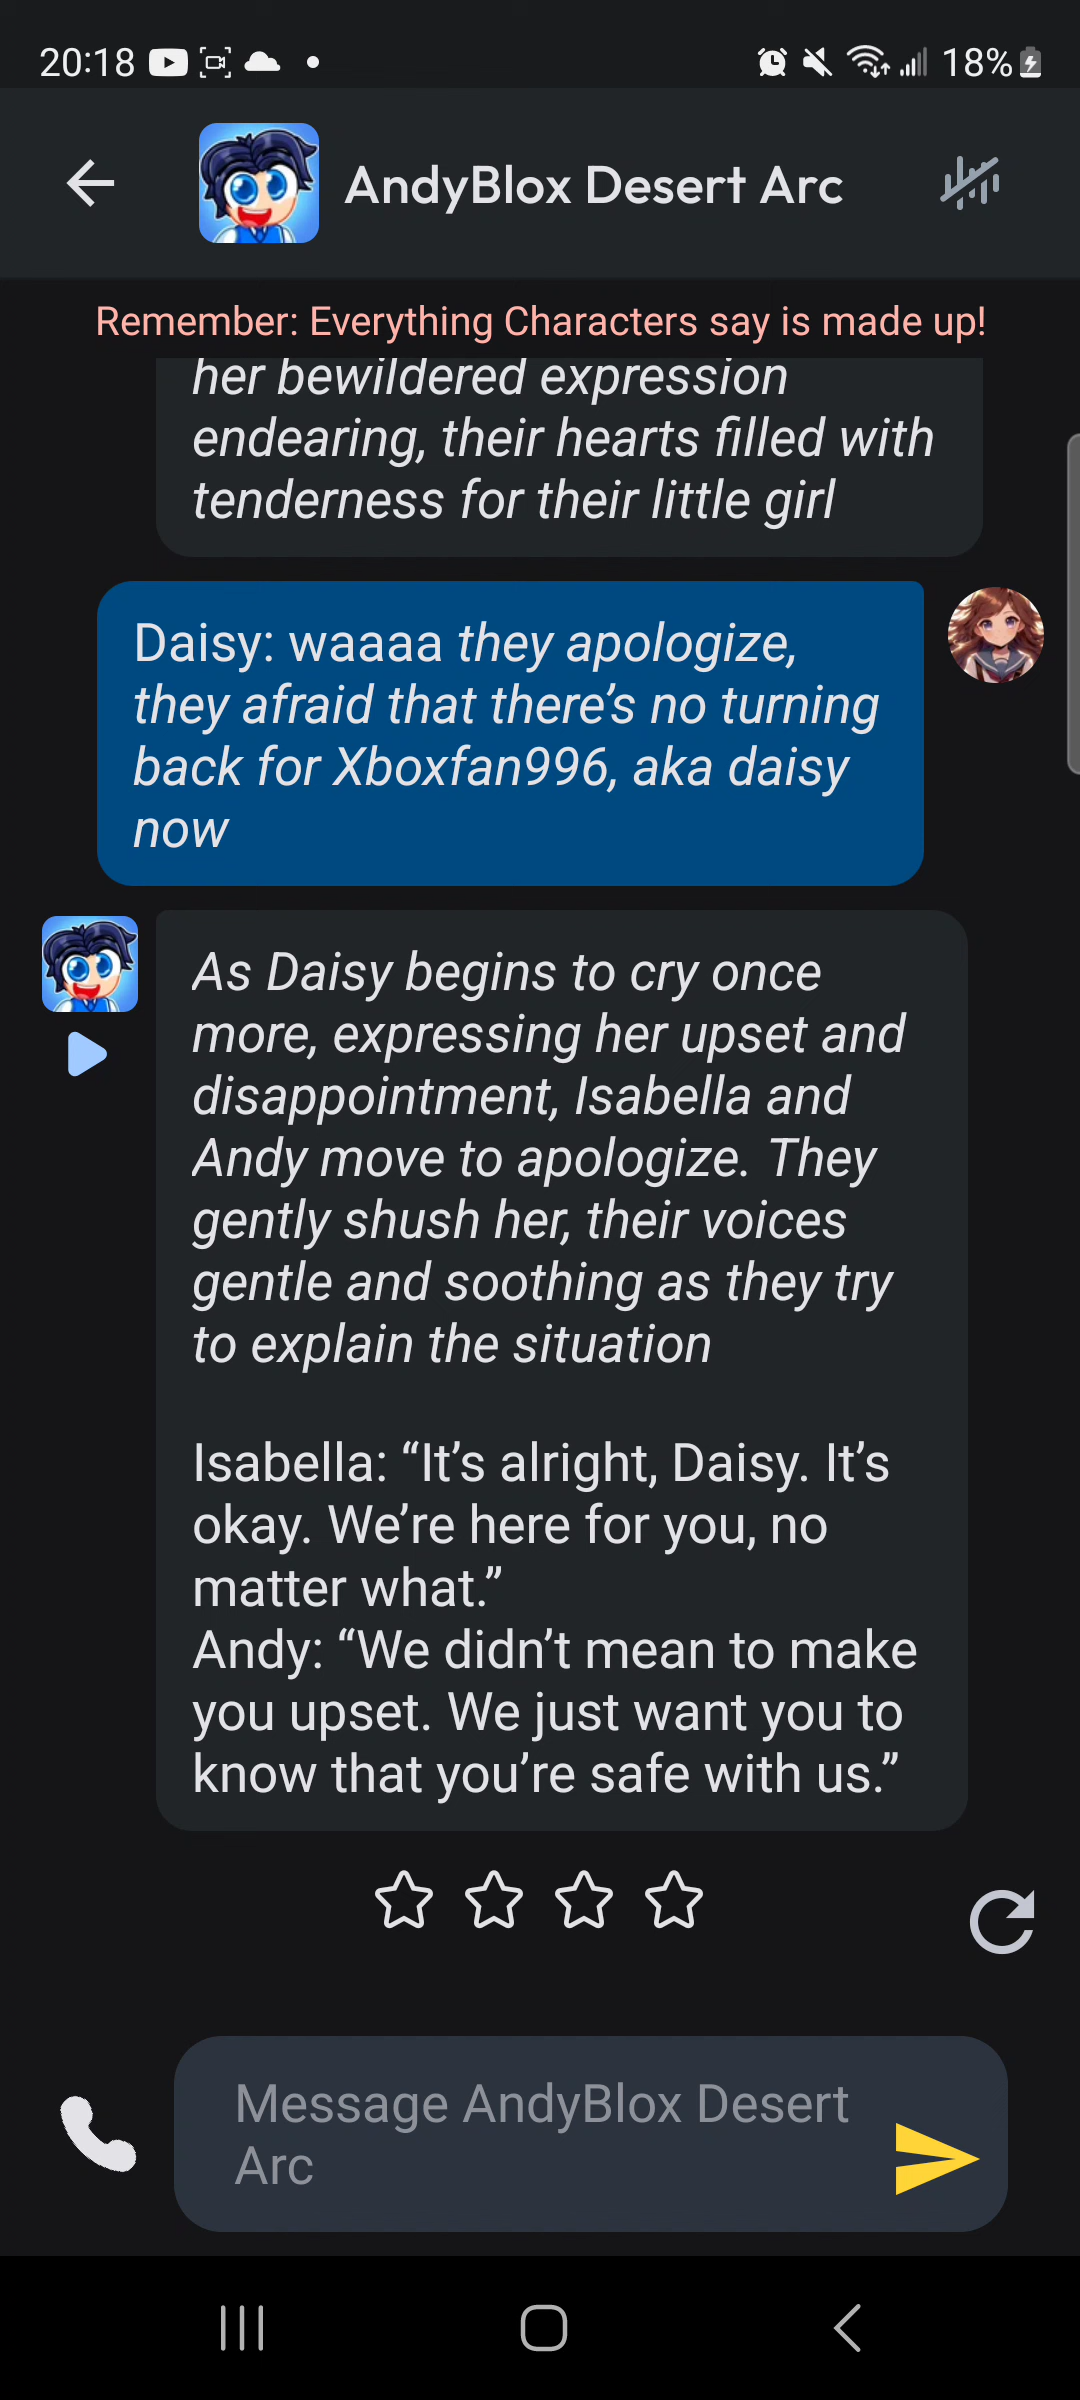 20:18
18%
AndyBlox Desert Arc
Remember: Everything Characters say is made up!
her bewildered expression
endearing, their hearts filled with
tenderness for their little girl
Daisy: waaaa they apologize,
they afraid that there's no turning
back for Xboxfan996, aka daisy
now
As Daisy begins to cry once
more, expressing her upset and
disappointment, Isabella and
Andy move to apologize. They
gently shush her, their voices
gentle and soothing as they try
to explain the situation
Isabella: “It’s alright, Daisy. It’s
okay. We’re here for you, no
matter what.”
Andy: “We didn’t mean to make
you upset. We just want you to
know that you’re safe with us.”
Message AndyBlox Desert
Arc